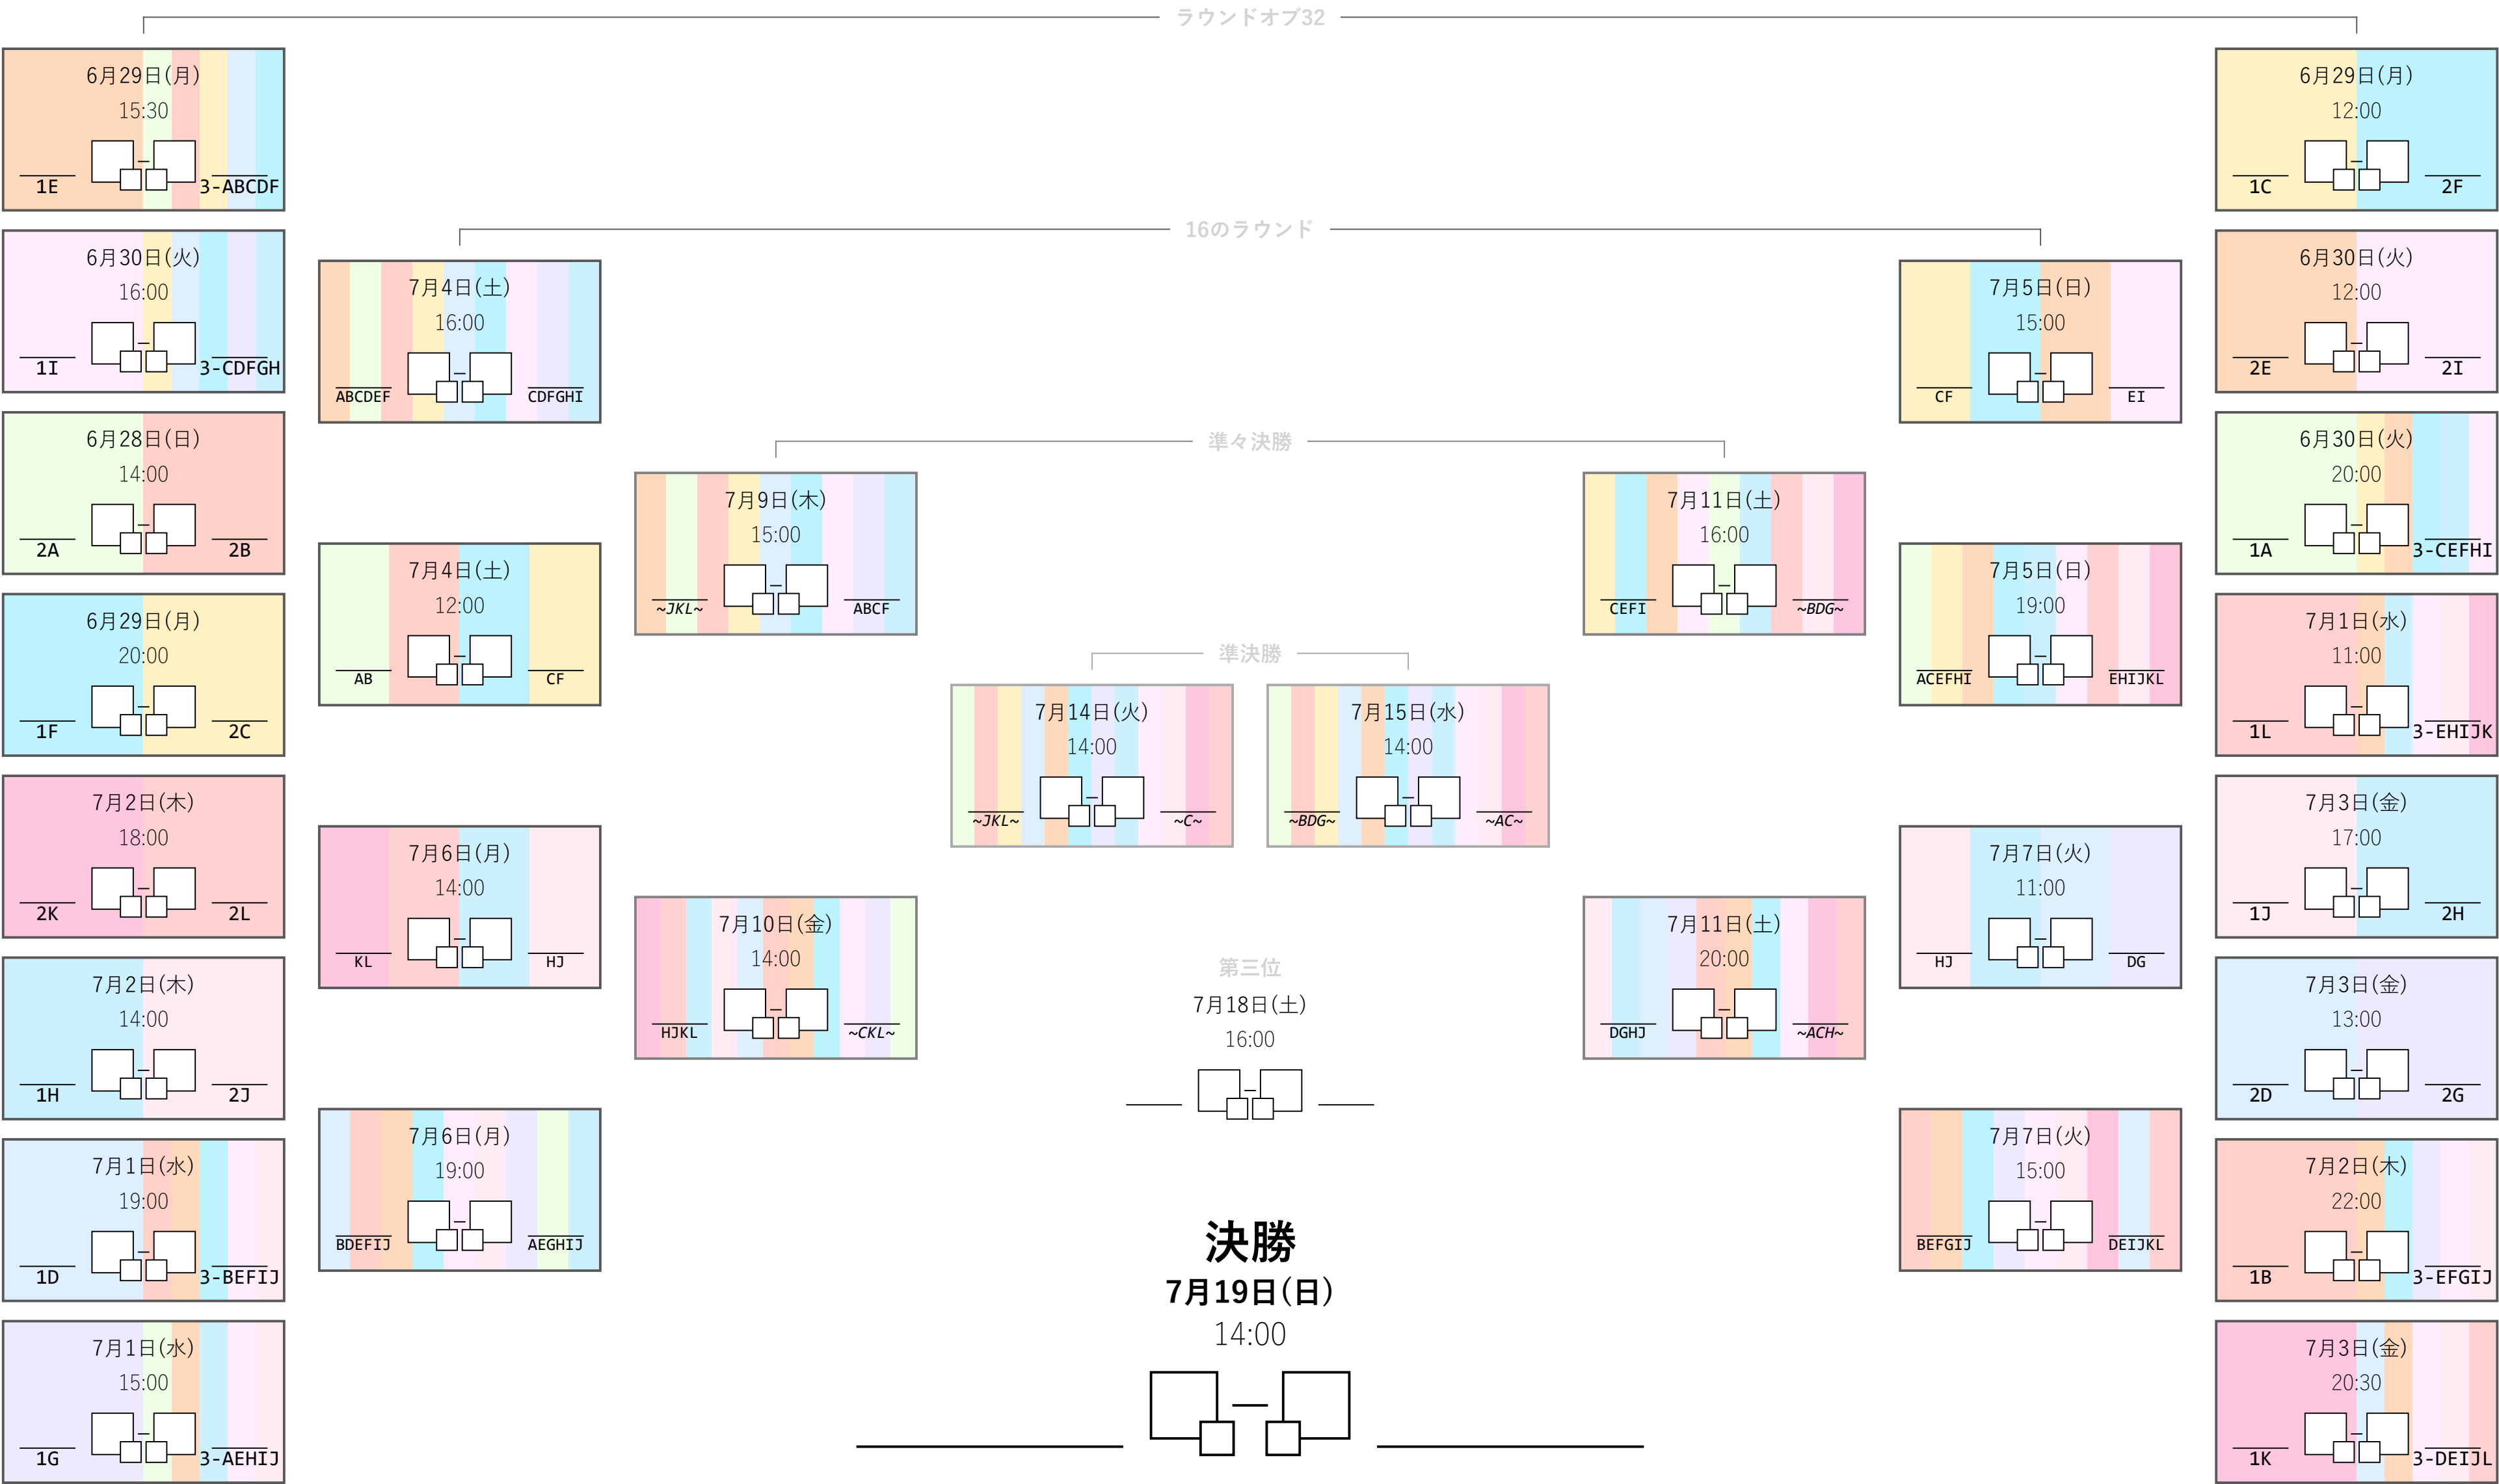 ラウンドオブ32
6月29日(月)
15:30
1E – 3-ABCDF
6月30日(火)
16:00
1I – 3-CDFGH
6月28日(日)
14:00
2A – 2B
6月29日(月)
20:00
1F – 2C
7月2日(木)
18:00
2K – 2L
7月2日(木)
14:00
1H – 2J
7月1日(水)
19:00
1D – 3-BEFIJ
7月1日(水)
15:00
1G – 3-AEHIJ
16のラウンド
7月4日(土)
16:00
ABCDEF – CDFGHI
7月4日(土)
12:00
AB – CF
7月6日(月)
14:00
KL – HJ
7月6日(月)
19:00
BDEFIJ – AEGHIJ
準々決勝
7月9日(木)
15:00
~JKL~ – ABCF
7月10日(金)
14:00
HJKL – ~CKL~
準決勝
7月14日(火)
14:00
~JKL~ – ~C~
7月15日(水)
14:00
~BDG~ – ~AC~
第三位
7月18日(土)
16:00
–
決勝
7月19日(日)
14:00
–
7月11日(土)
16:00
CEFI – ~BDG~
7月11日(土)
20:00
DGHJ – ~ACH~
7月5日(日)
15:00
CF – EI
7月5日(日)
19:00
ACEFHI – EHIJKL
7月7日(火)
11:00
HJ – DG
7月7日(火)
15:00
BEFGIJ – DEIJKL
6月29日(月)
12:00
1C – 2F
6月30日(火)
12:00
2E – 2I
6月30日(火)
20:00
1A – 3-CEFHI
7月1日(水)
11:00
1L – 3-EHIJK
7月3日(金)
17:00
1J – 2H
7月3日(金)
13:00
2D – 2G
7月2日(木)
22:00
1B – 3-EFGIJ
7月3日(金)
20:30
1K – 3-DEIJL